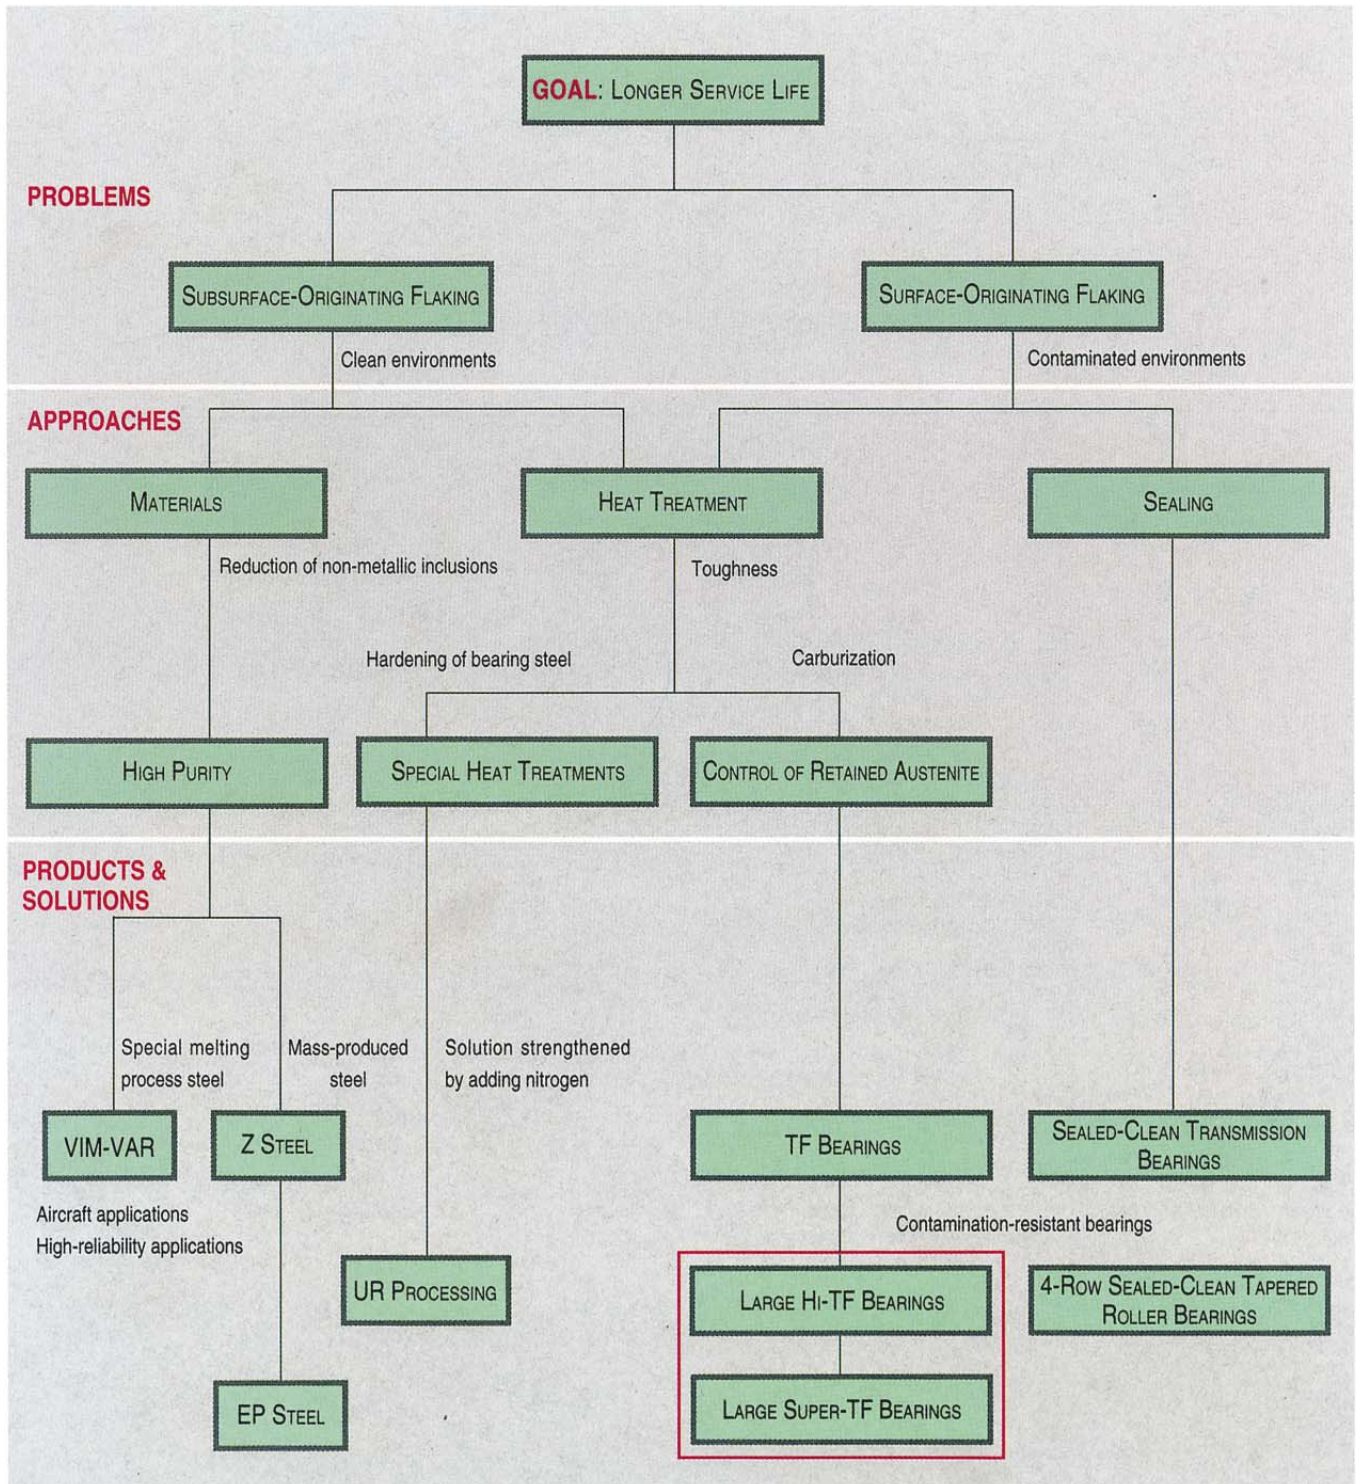 GOAL: LONGER SERVICE LIFE
PROBLEMS
SUBSURFACE-ORIGINATING FLAKING
SURFACE-ORIGINATING FLAKING
Clean environments
Contaminated environments
APPROACHES
MATERIALS
HEAT TREATMENT
SEALING
Reduction of non-metallic inclusions
Toughness
Hardening of bearing steel
Carburization
HIGH PURITY
SPECIAL HEAT TREATMENTS
CONTROL OF RETAINED AUSTENITE
PRODUCTS &
SOLUTIONS
Special melting
process steel
Mass-produced
steel
Solution strengthened
by adding nitrogen
VIM-VAR
Z STEEL
TF BEARINGS
SEALED-CLEAN TRANSMISSION
BEARINGS
Aircraft applications
High-reliability applications
Contamination-resistant bearings
UR PROCESSING
LARGE HI-TF BEARINGS
4-ROW SEALED-CLEAN TAPERED
ROLLER BEARINGS
EP STEEL
LARGE SUPER-TF BEARINGS